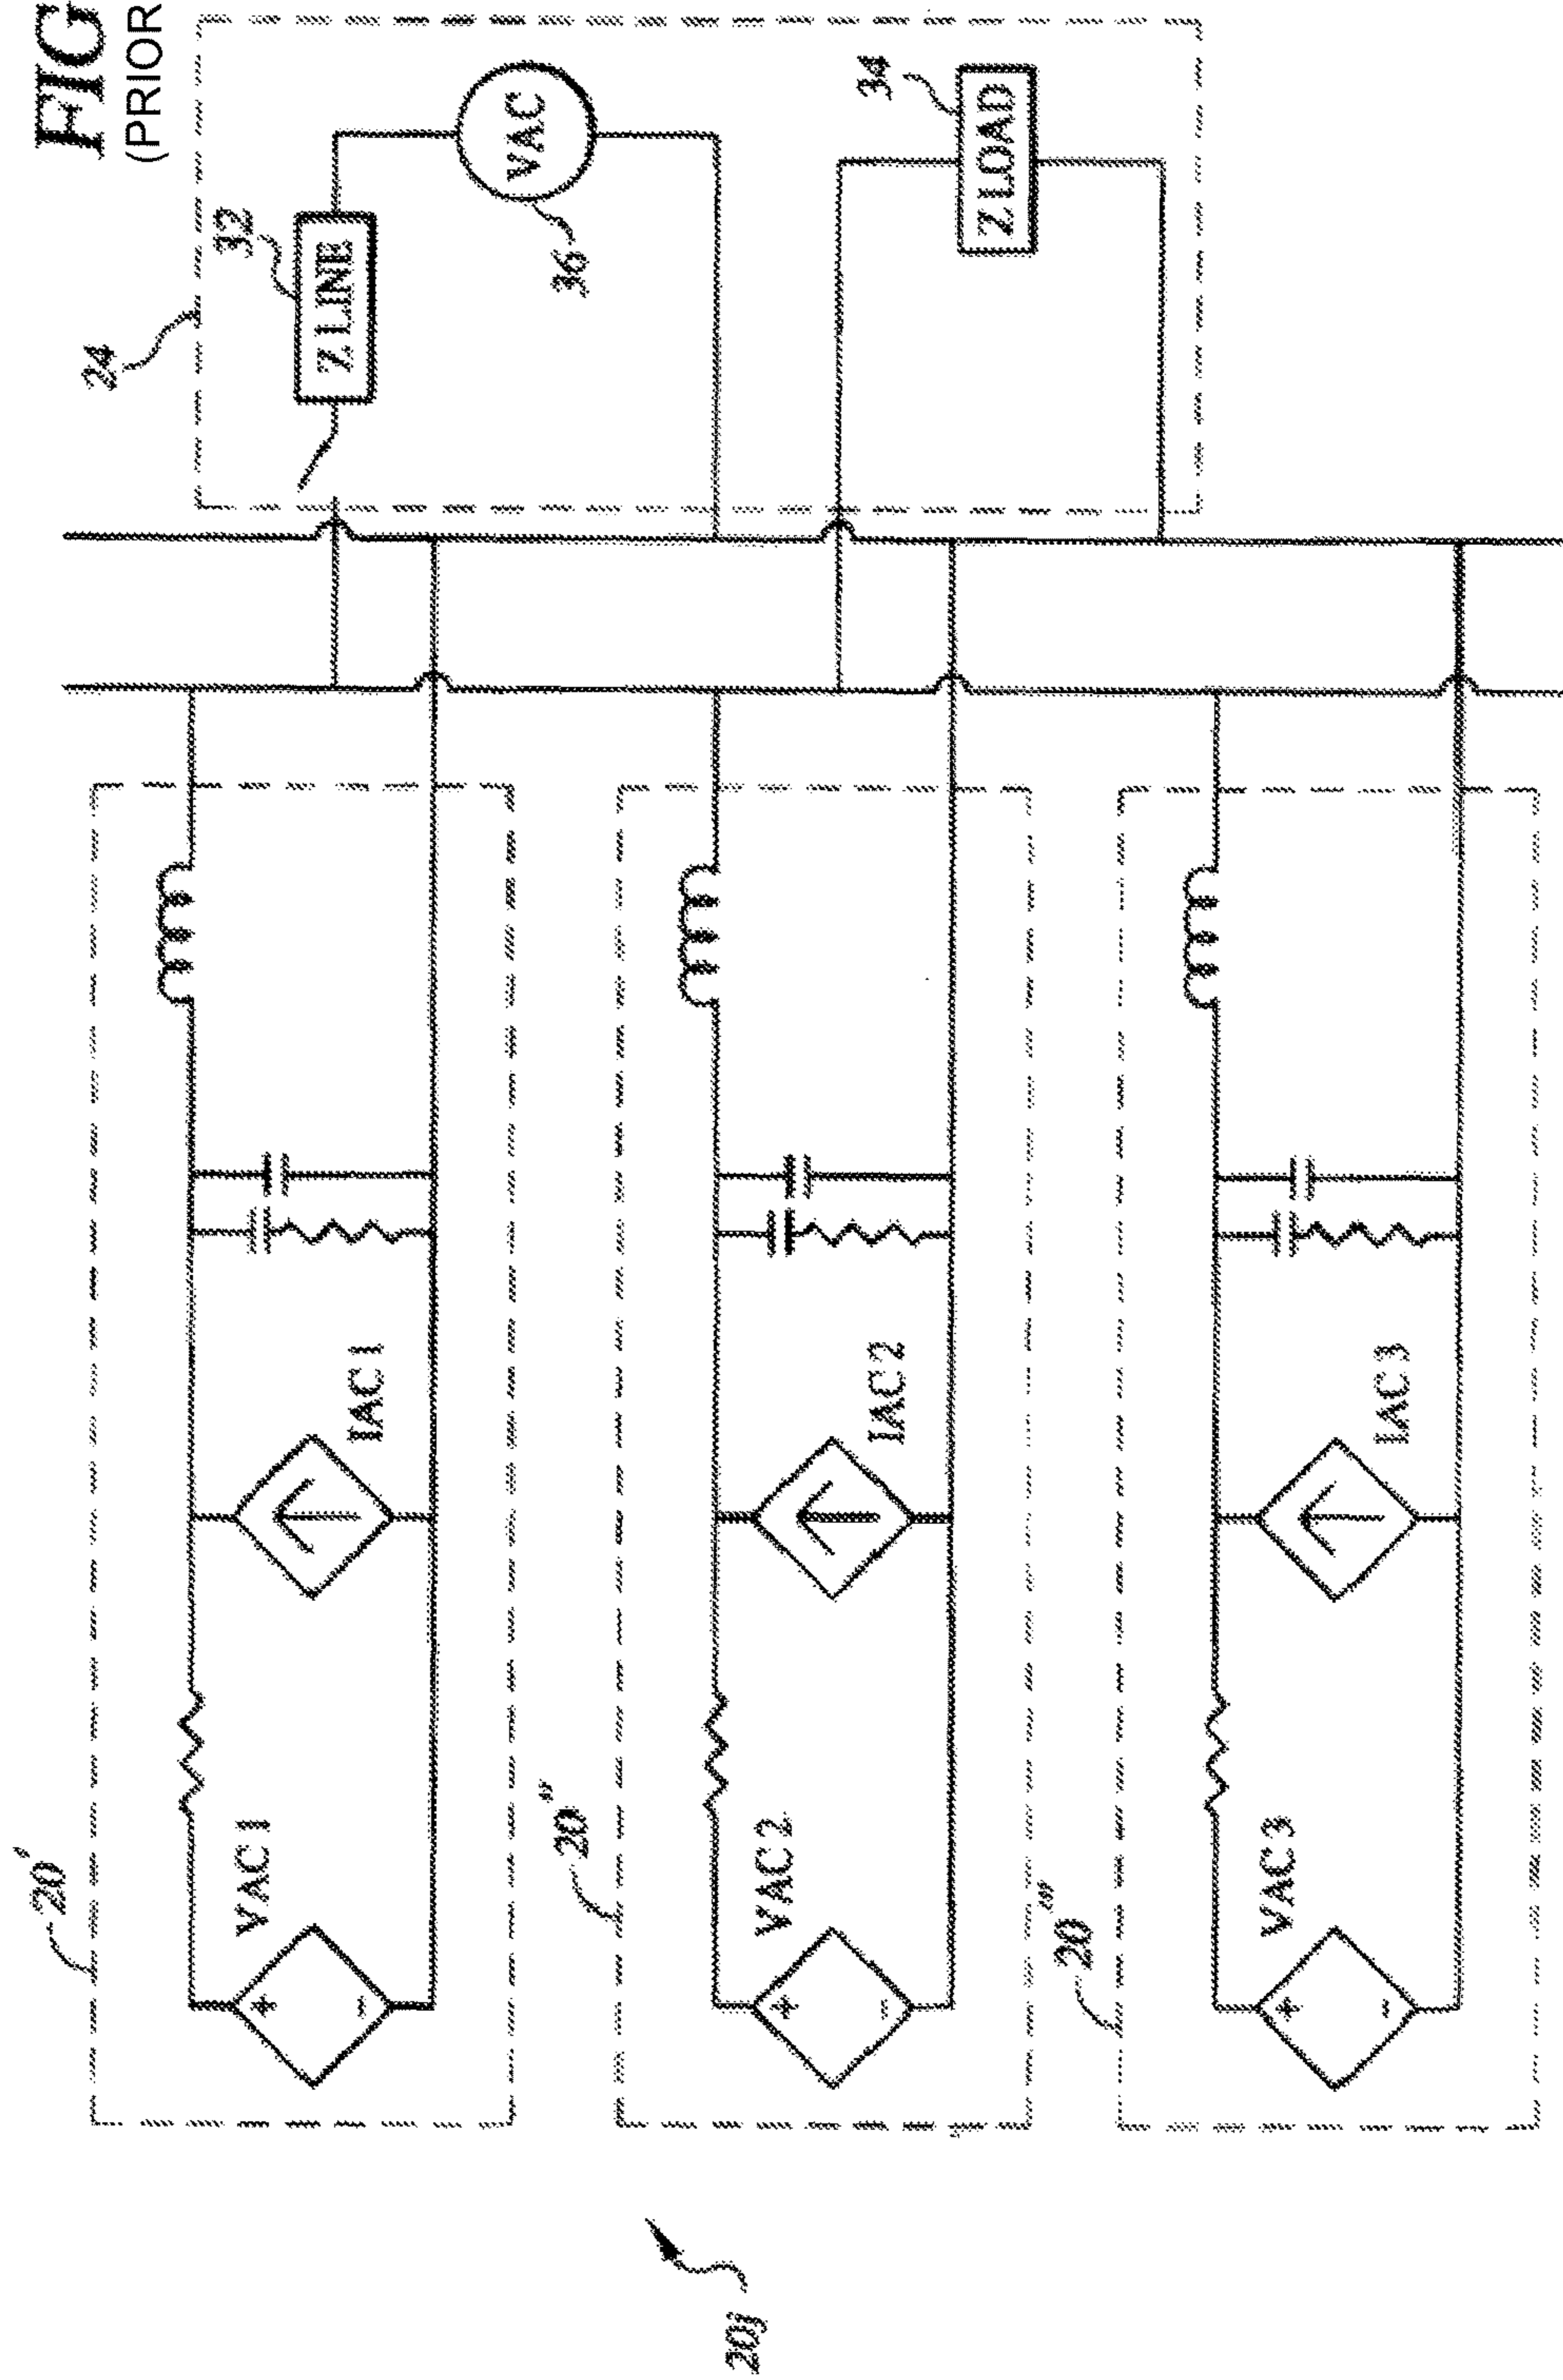 FIG
(PRIOR
24
32
Z LINE
VAC
36
34
Z LOAD
20'
VAC 1
IAC 1
20"
VAC 2
IAC 2
20'''
VAC 3
IAC 3
20j
+
-
+
-
+
-